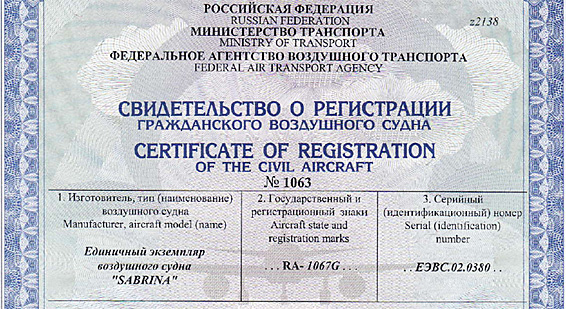 РОССИЙСКАЯ ФЕДЕРАЦИЯ
RUSSIAN FEDERATION
z2138
МИНИСТЕРСТВО ТРАНСПОРТА
MINISTRY OF TRANSPORT
ФЕДЕРАЛЬНОЕ АГЕНТСТВО ВОЗДУШНОГО ТРАНСПОРТА
FEDERAL AIR TRANSPORT AGENCY
СВИДЕТЕЛЬСТВО О РЕГИСТРАЦИИ
ГРАЖДАНСКОГО ВОЗДУШНОГО СУДНА
CERTIFICATE OF REGISTRATION
OF THE CIVIL AIRCRAFT
№ 1063
1. Изготовитель, тип (наименование)
воздушного судна
Manufacturer, aircraft model (name)
Единичный экземпляр
воздушного судна
"SABRINA"
2. Государственный и
регистрационный знаки
Aircraft state and
registration marks
. . . RA- 1067G . . .
3. Серийный
(идентификационный) номер
Serial (identification)
number
. . ЕЭВС.02.0380 . .